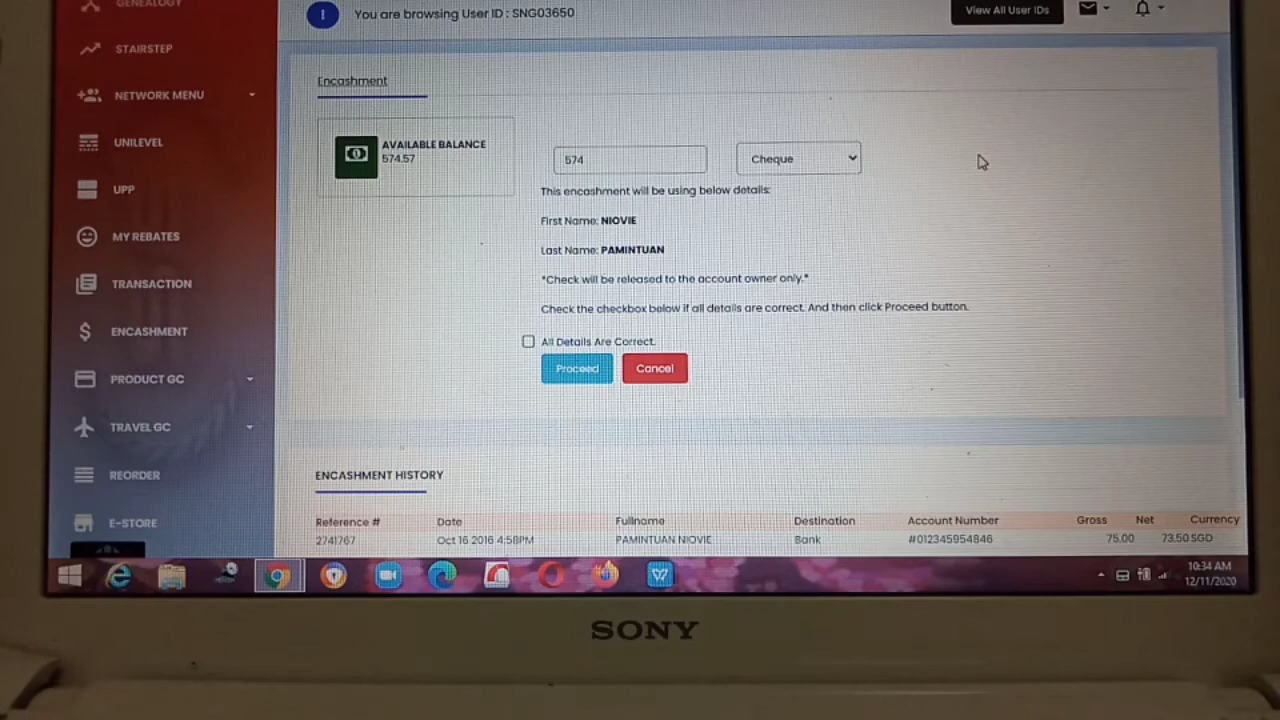 GENEALOGY
You are browsing User ID : SNG03650
View All User IDs
STAIRSTEP
Encashment
NETWORK MENU
UNILEVEL
AVAILABLE BALANCE
574.57
574
Cheque
This encashment will be using below details:
UPP
First Name: NIOVIE
MY REBATES
Last Name: PAMINTUAN
TRANSACTION
*Check will be released to the account owner only.*
Check the checkbox below if all details are correct. And then click Proceed button.
ENCASHMENT
All Details Are Correct.
Proceed
Cancel
PRODUCT GC
TRAVEL GC
REORDER
ENCASHMENT HISTORY
E-STORE
Reference # Date Fullname Destination Account Number Gross Net Currency
2741767 Oct 16 2016 4:58PM PAMINTUAN NIOVIE Bank #012345954846 75.00 73.50 SGD
10:34 AM
12/11/2020
SONY